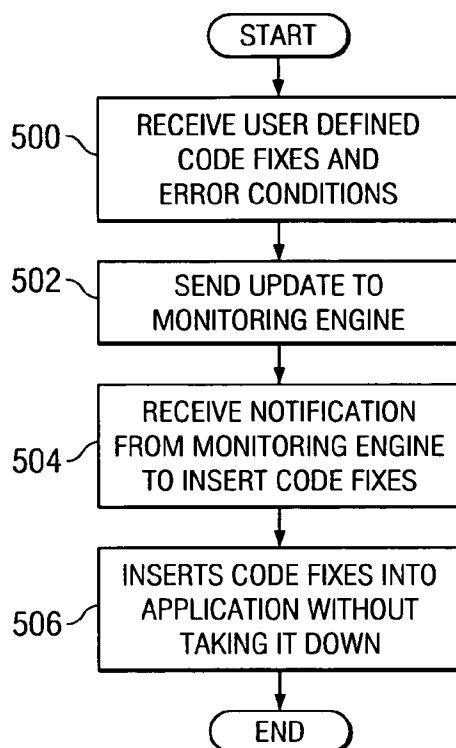 START
500
RECEIVE USER DEFINED
CODE FIXES AND
ERROR CONDITIONS
502
SEND UPDATE TO
MONITORING ENGINE
504
RECEIVE NOTIFICATION
FROM MONITORING ENGINE
TO INSERT CODE FIXES
506
INSERTS CODE FIXES INTO
APPLICATION WITHOUT
TAKING IT DOWN
END